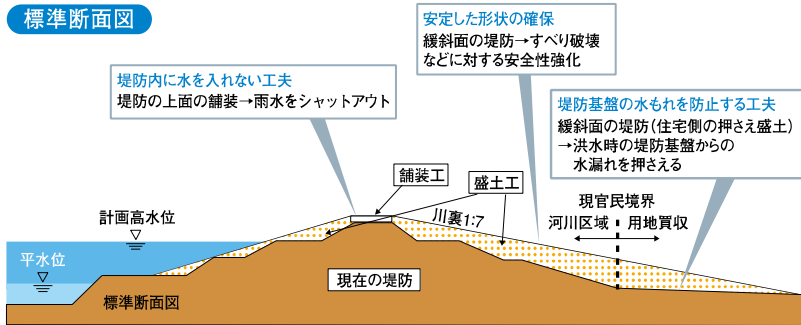 標準断面図
安定した形状の確保
緩斜面の堤防→すべり破壊
などに対する安全性強化
堤防内に水を入れない工夫
堤防の上面の舗装→雨水をシャットアウト
堤防基盤の水もれを防止する工夫
緩斜面の堤防（住宅側の押さえ盛土）
→洪水時の堤防基盤からの
水漏れを押さえる
舗装工
盛土工
現官民境界
河川区域
用地買収
川裏1:7
計画高水位
平水位
現在の堤防
標準断面図